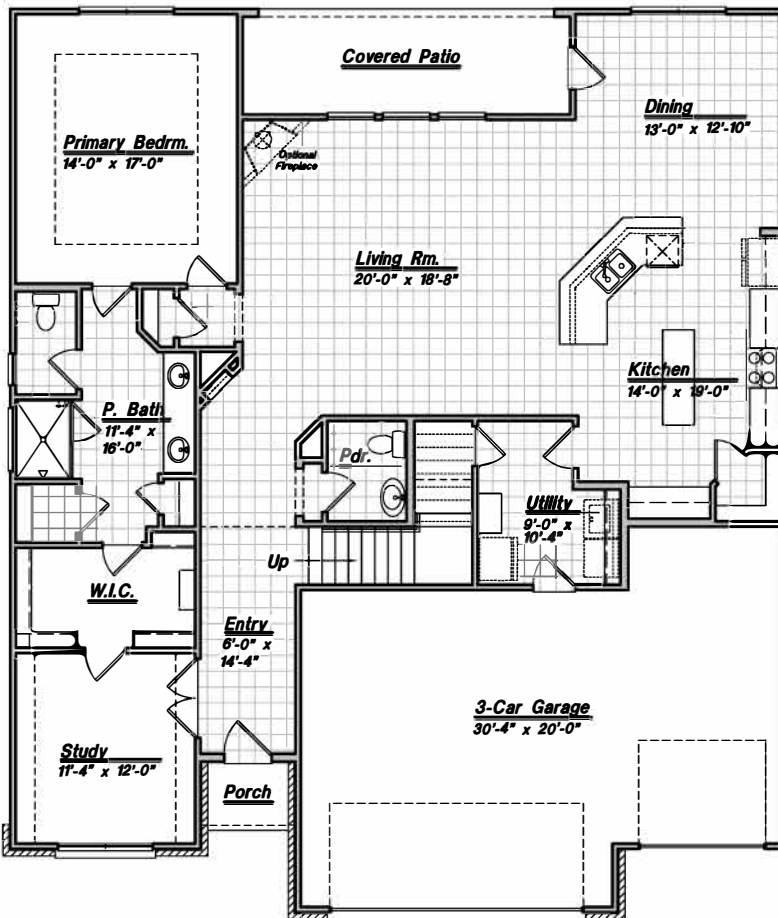 Covered Patio
Dining
13'-0" x 12'-10"
Primary Bedrm.
14'-0" x 17'-0"
Optional
Fireplace
Living Rm.
20'-0" x 18'-8"
Kitchen
14'-0" x 19'-0"
P. Bath
11'-4" x
16'-0"
Pdr.
Utility
9'-0" x
10'-4"
Up
W.I.C.
Entry
6'-0" x
14'-4"
3-Car Garage
30'-4" x 20'-0"
Study
11'-4" x 12'-0"
Porch